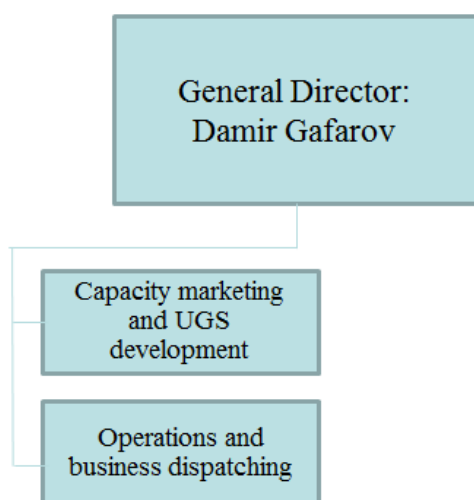 General Director:
Damir Gafarov
Capacity marketing
and UGS
development
Operations and
business dispatching